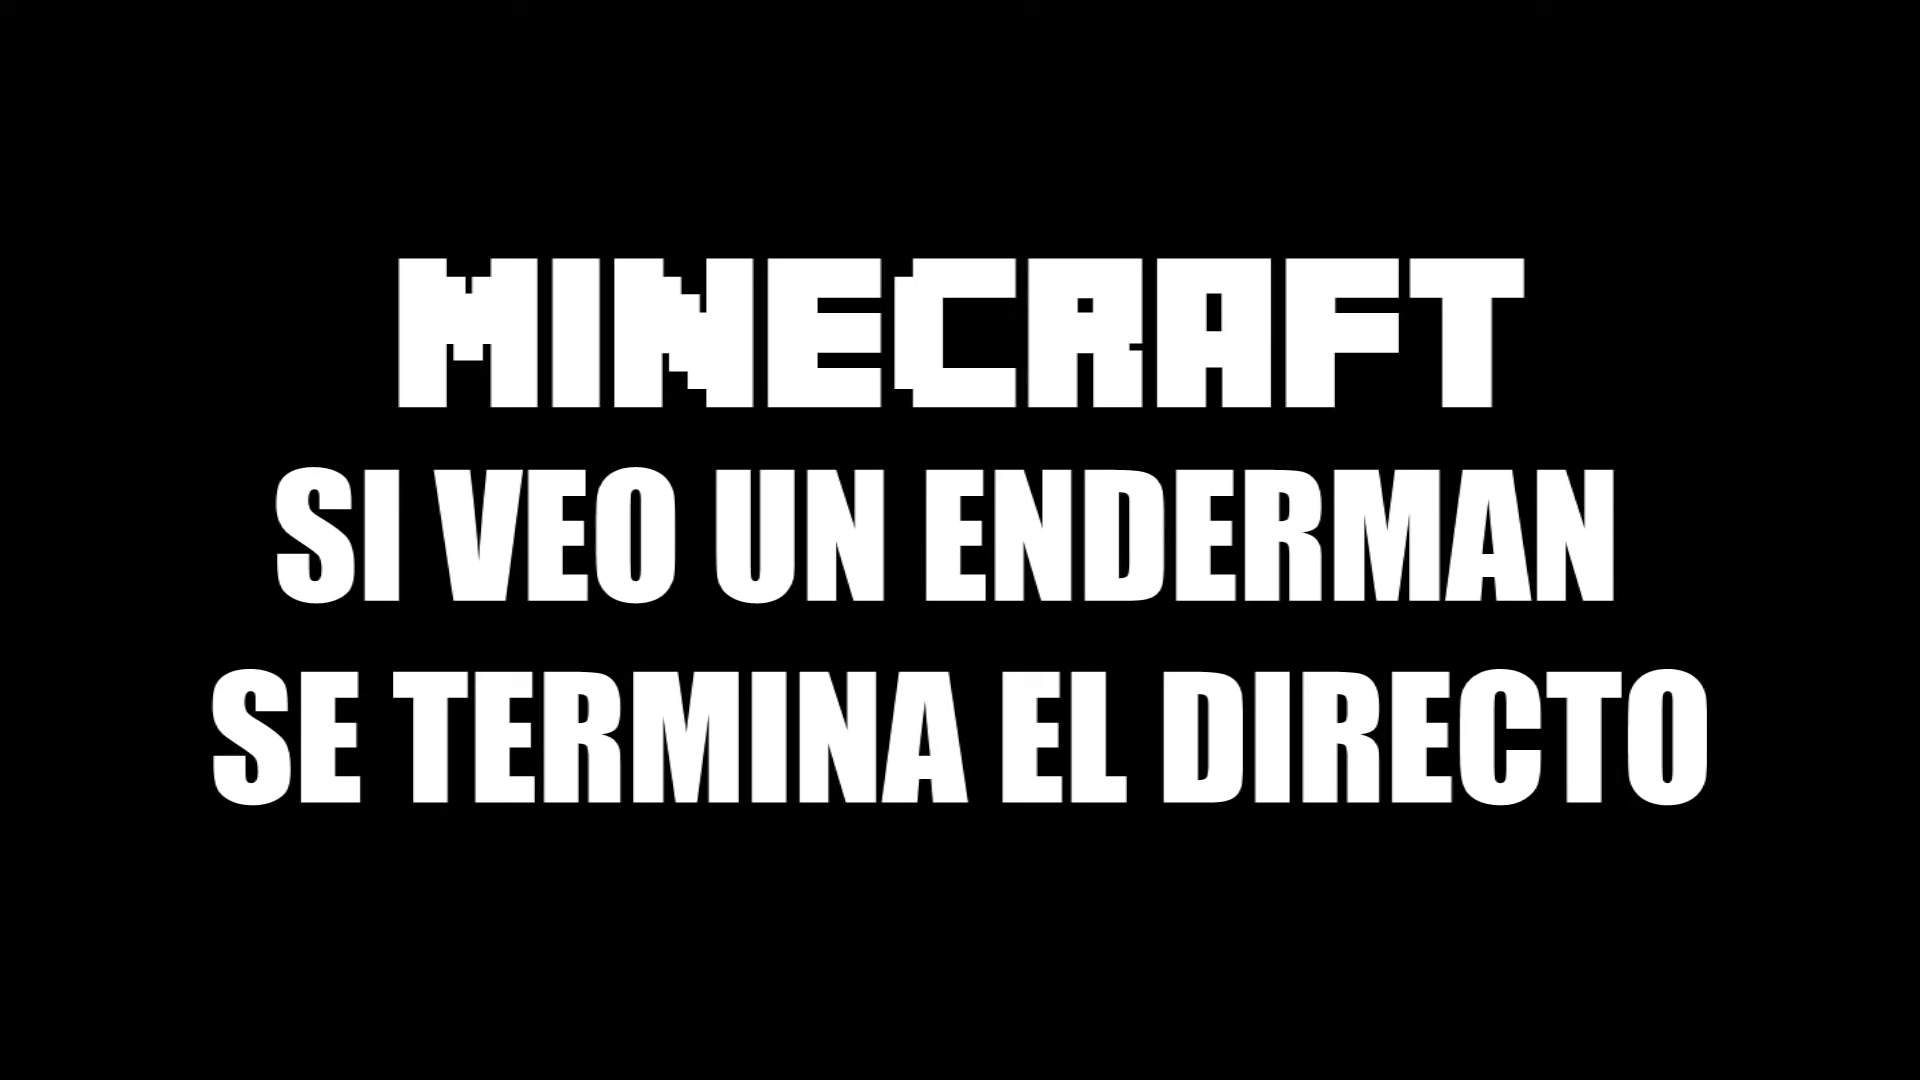 MINECRAFT
SI VEO UN ENDERMAN
SE TERMINA EL DIRECTO